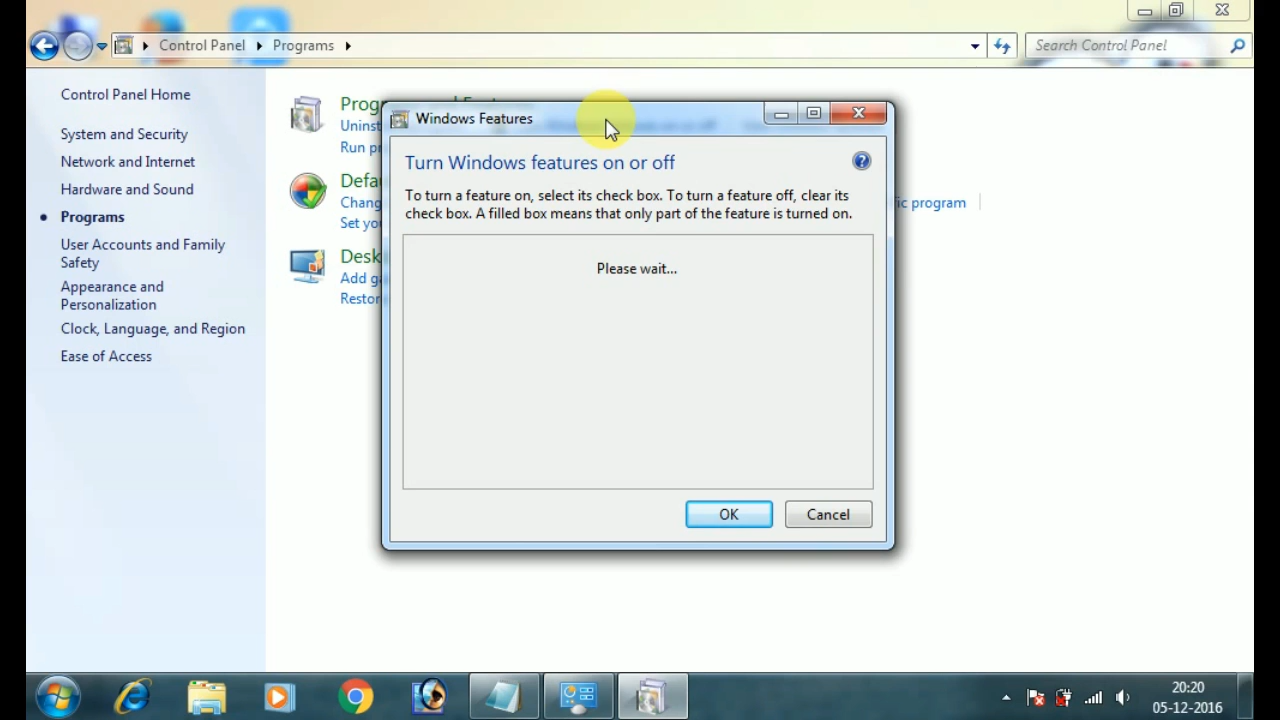 Control Panel
Programs
Search Control Panel
Control Panel Home
System and Security
Network and Internet
Hardware and Sound
Programs
User Accounts and Family
Safety
Appearance and
Personalization
Clock, Language, and Region
Ease of Access
Windows Features
Turn Windows features on or off
To turn a feature on, select its check box. To turn a feature off, clear its
check box. A filled box means that only part of the feature is turned on.
Please wait...
OK
Cancel
program
20:20
05-12-2016